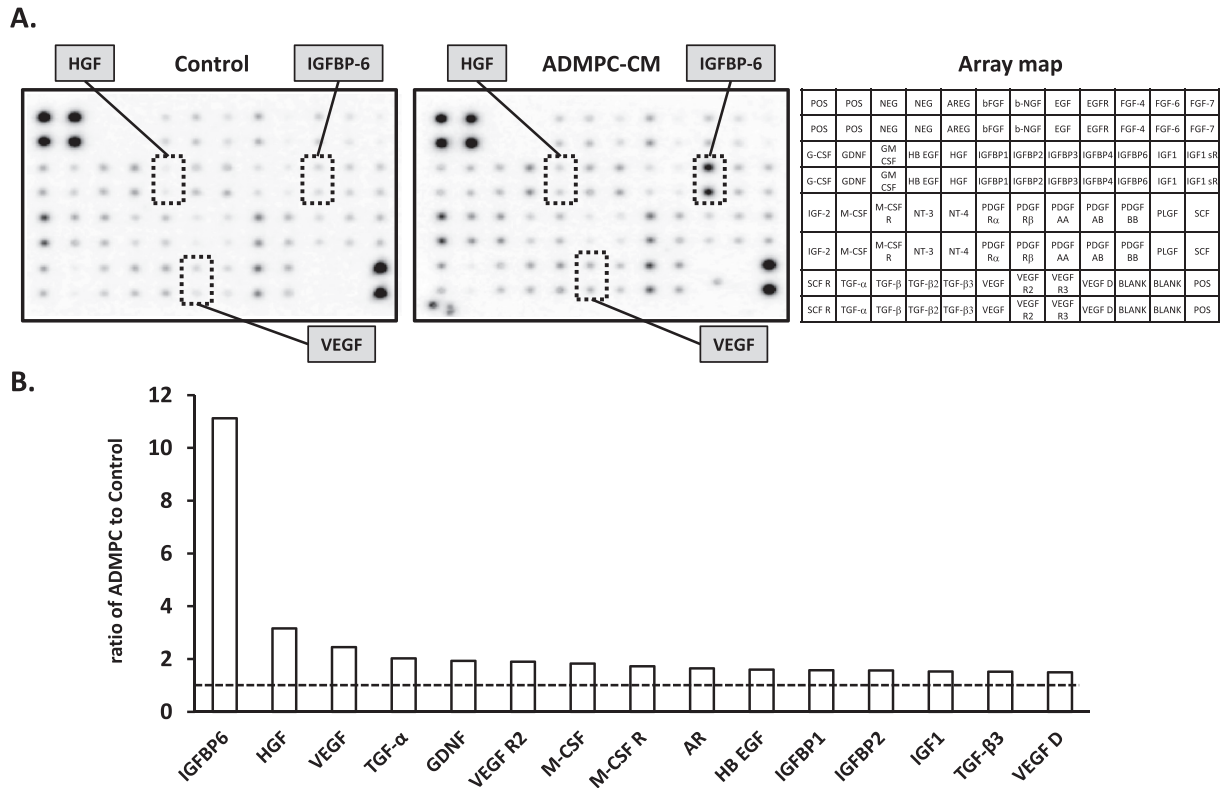 A.
HGF Control IGFBP-6 HGF ADMPC-CM IGFBP-6 Array map
POS POS NEG NEG AREG bFGF b-NGF EGF EGFR FGF-4 FGF-6 FGF-7
POS POS NEG NEG AREG bFGF b-NGF EGF EGFR FGF-4 FGF-6 FGF-7
G-CSF GDNF GM CSF HB EGF HGF IGFBP1 IGFBP2 IGFBP3 IGFBP4 IGFBP6 IGF1 IGF1 sR
G-CSF GDNF GM CSF HB EGF HGF IGFBP1 IGFBP2 IGFBP3 IGFBP4 IGFBP6 IGF1 IGF1 sR
IGF-2 M-CSF M-CSF R NT-3 NT-4 PDGF Rα PDGF Rβ PDGF AA PDGF AB PDGF BB PLGF SCF
IGF-2 M-CSF M-CSF R NT-3 NT-4 PDGF Rα PDGF Rβ PDGF AA PDGF AB PDGF BB PLGF SCF
SCF R TGF-α TGF-β TGF-β2 TGF-β3 VEGF VEGF R2 VEGF R3 VEGF D BLANK BLANK POS
SCF R TGF-α TGF-β TGF-β2 TGF-β3 VEGF VEGF R2 VEGF R3 VEGF D BLANK BLANK POS
VEGF VEGF
B.
ratio of ADMPC to Control
12
10
8
6
4
2
0
IGFBP6 HGF VEGF TGF-α GDNF VEGF R2 M-CSF M-CSF R AR HB EGF IGFBP1 IGFBP2 IGF1 TGF-β3 VEGF D